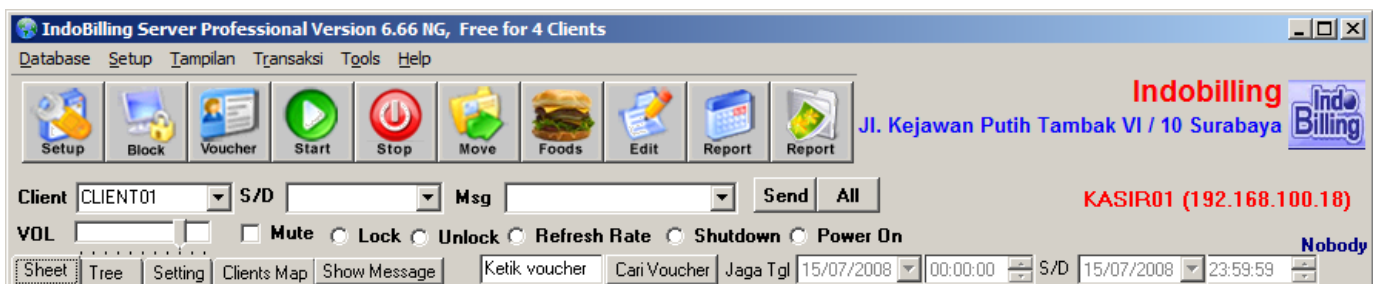 IndoBilling Server Professional Version 6.66 NG, Free for 4 Clients
Database Setup Tampilan Transaksi Tools Help
Indobilling
Jl. Kejawan Putih Tambak VI / 10 Surabaya
Indo
Billing
Setup Block Voucher Start Stop Move Foods Edit Report Report
Client CLIENT01 S/D Msg Send All
KASIR01 (192.168.100.18)
VOL Mute Lock Unlock Refresh Rate Shutdown Power On
Nobody
Sheet Tree Setting Clients Map Show Message Ketik voucher Cari Voucher Jaga Tgl 15/07/2008 00:00:00 S/D 15/07/2008 23:59:59